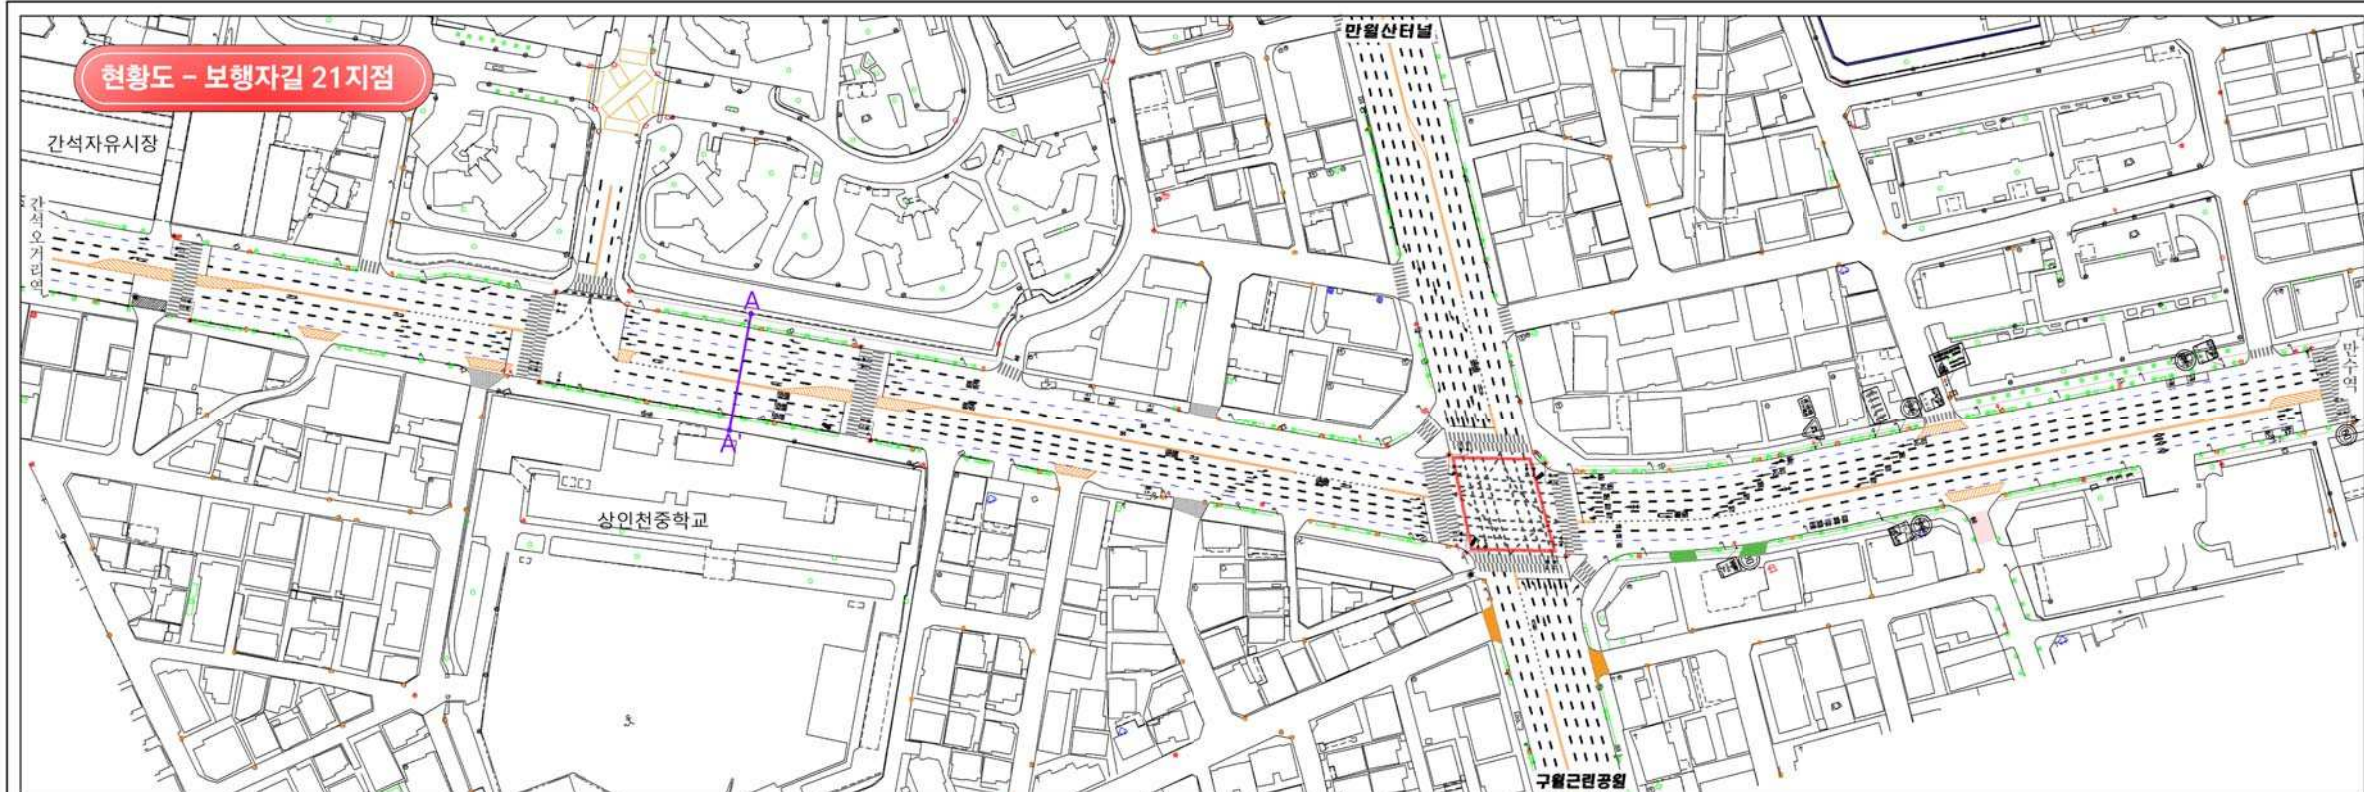 만월산터널
현황도 - 보행자길 21지점
간석자유시장
간석오거리역
A
A'
만수역
상인천중학교
구월근린공원